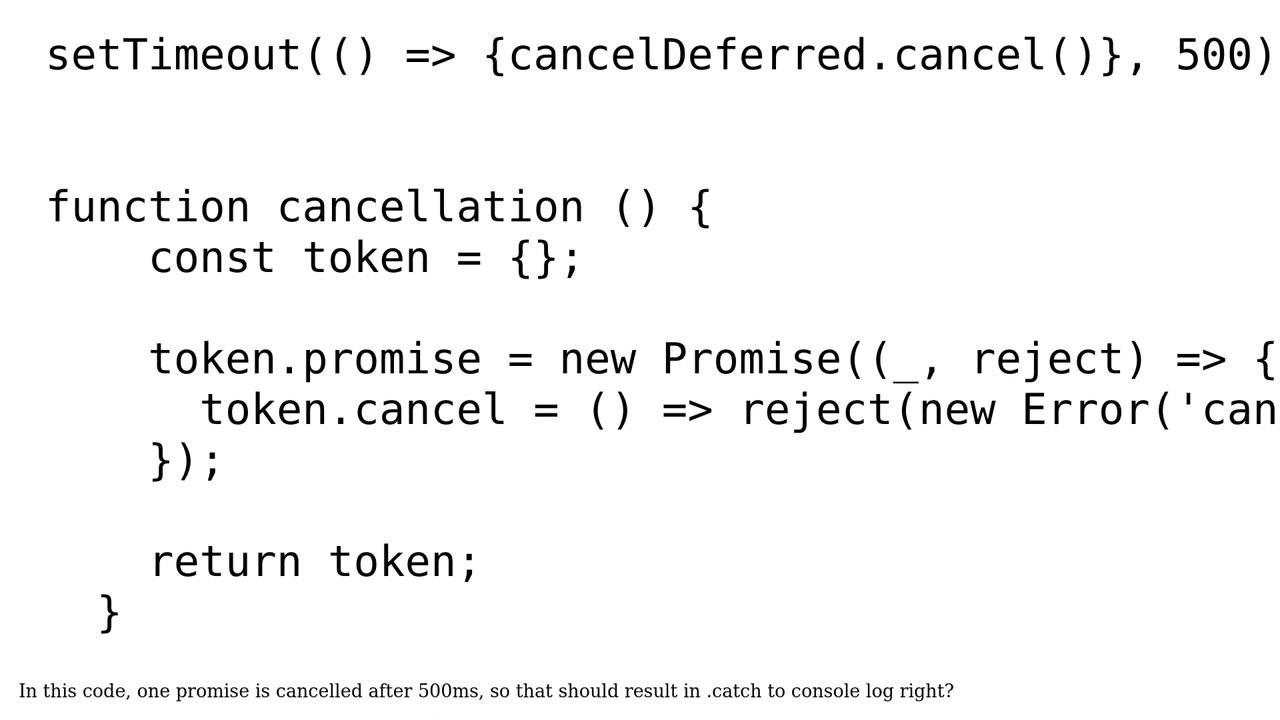 setTimeout(() => {cancelDeferred.cancel()}, 500)
function cancellation () {
const token = {};
token.promise = new Promise((_, reject) => {
token.cancel = () => reject(new Error('can
});
return token;
}
In this code, one promise is cancelled after 500ms, so that should result in .catch to console log right?